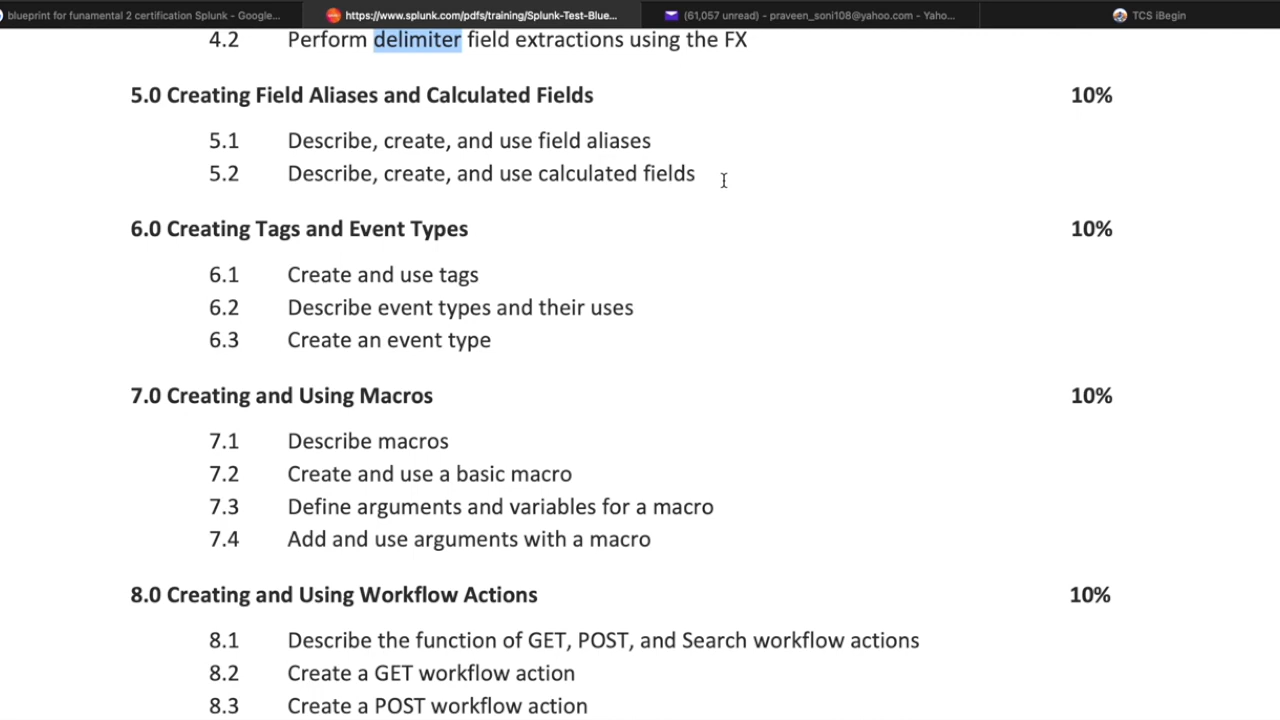 blueprint for funamental 2 certification Splunk - Google...
https://www.splunk.com/pdfs/training/Splunk-Test-Blue...
(61,057 unread) - praveen_soni108@yahoo.com - Yaho...
TCS iBegin
4.2 Perform delimiter field extractions using the FX
5.0 Creating Field Aliases and Calculated Fields 10%
5.1 Describe, create, and use field aliases
5.2 Describe, create, and use calculated fields
6.0 Creating Tags and Event Types 10%
6.1 Create and use tags
6.2 Describe event types and their uses
6.3 Create an event type
7.0 Creating and Using Macros 10%
7.1 Describe macros
7.2 Create and use a basic macro
7.3 Define arguments and variables for a macro
7.4 Add and use arguments with a macro
8.0 Creating and Using Workflow Actions 10%
8.1 Describe the function of GET, POST, and Search workflow actions
8.2 Create a GET workflow action
8.3 Create a POST workflow action